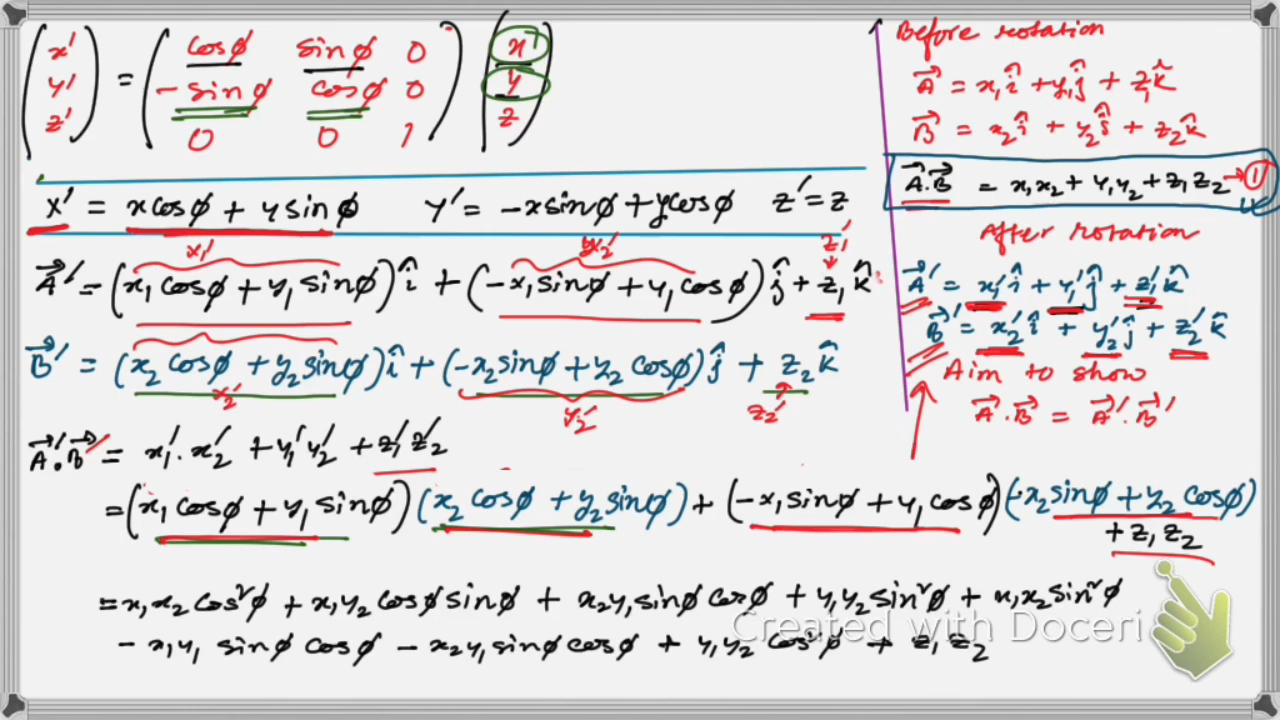 x' = cosφ sinφ 0 x
y' - sinφ cosφ 0 y
z' 0 0 1 z
x' = x cosφ + y sinφ y' = -x sinφ + y cosφ z' = z
x₁' z₁'
A⃗' = (x₁ cosφ + y₁ sinφ) î + (-x₁ sinφ + y₁ cosφ) ĵ + z₁ k̂
B⃗' = (x₂ cosφ + y₂ sinφ) î + (-x₂ sinφ + y₂ cosφ) ĵ + z₂ k̂
x₂' y₂' z₂'
A⃗'.B⃗' = x₁'. x₂' + y₁' y₂' + z₁' z₂'
= (x₁ cosφ + y₁ sinφ) (x₂ cosφ + y₂ sinφ) + (-x₁ sinφ + y₁ cosφ) (-x₂ sinφ + y₂ cosφ)
+ z₁ z₂
= x₁x₂ cos²φ + x₁y₂ cosφ sinφ + x₂y₁ sinφ cosφ + y₁y₂ sin²φ + x₁x₂ sin²φ
- x₁y₁ sinφ cosφ - x₂y₁ sinφ cosφ + y₁y₂ cos²φ + z₁z₂
Before rotation
A⃗ = x₁î + y₁ĵ + z₁k̂
B⃗ = x₂î + y₂ĵ + z₂k̂
A⃗.B⃗ = x₁x₂ + y₁y₂ + z₁z₂ → ①
After rotation
A⃗' = x₁'î + y₁'ĵ + z₁'k̂
B⃗' = x₂'î + y₂'ĵ + z₂'k̂
Aim to show
A⃗.B⃗ = A⃗'.B⃗'
Created with Doceri